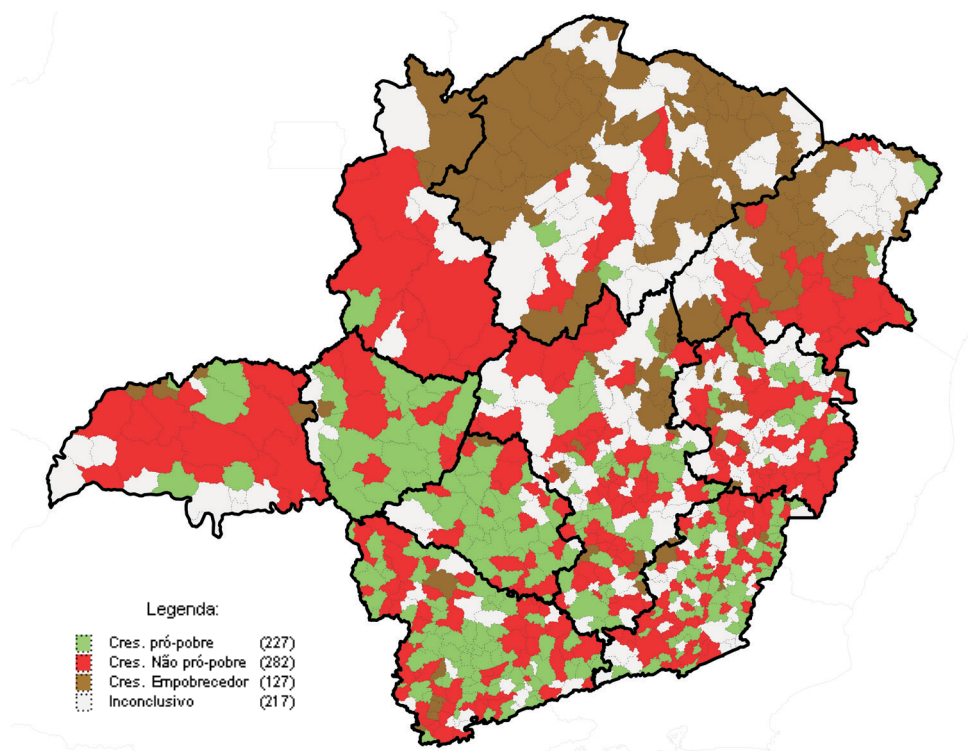 Legenda:
Cres. pró-pobre (227)
Cres. Não pró-pobre (282)
Cres. Empobrecedor (127)
Inconclusivo (217)